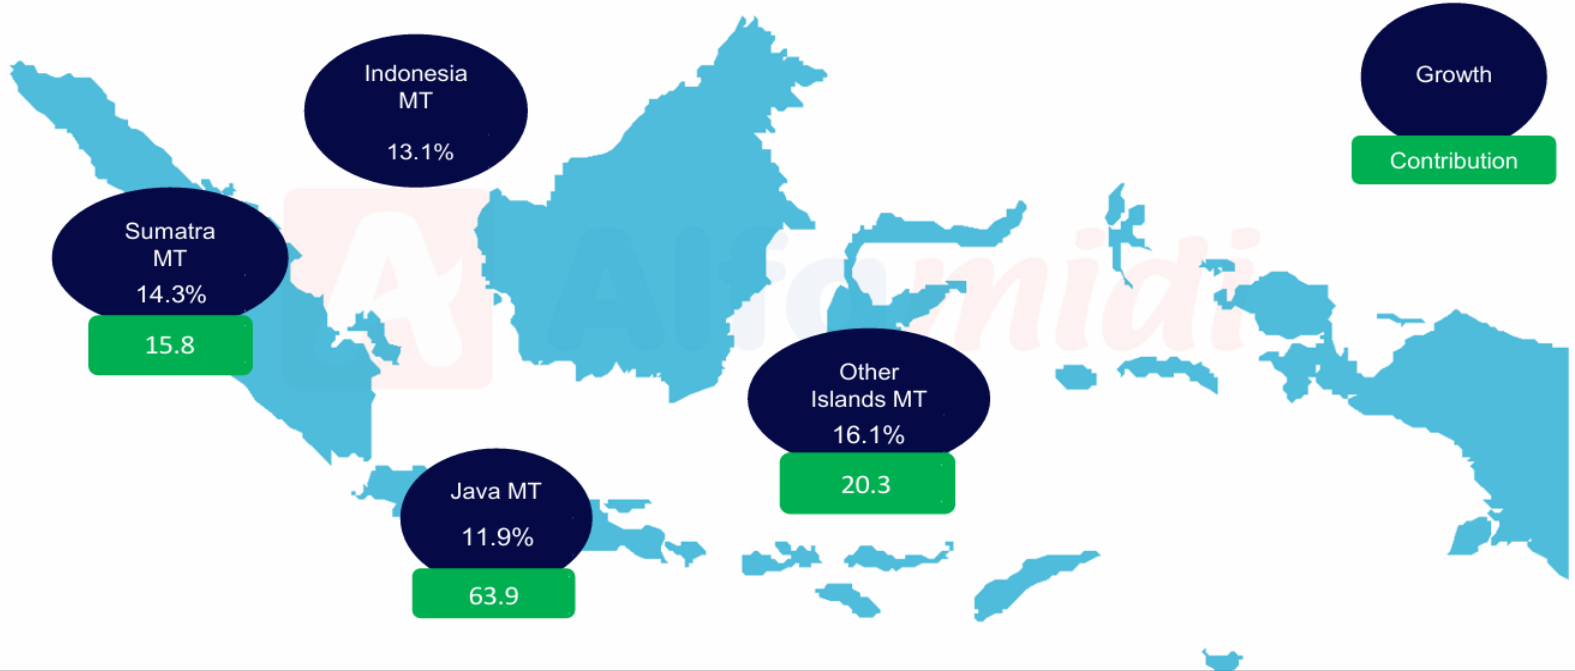 Indonesia
MT
13.1%
Growth
Contribution
Sumatra
MT
14.3%
15.8
Alfamidi
Other
Islands MT
16.1%
20.3
Java MT
11.9%
63.9